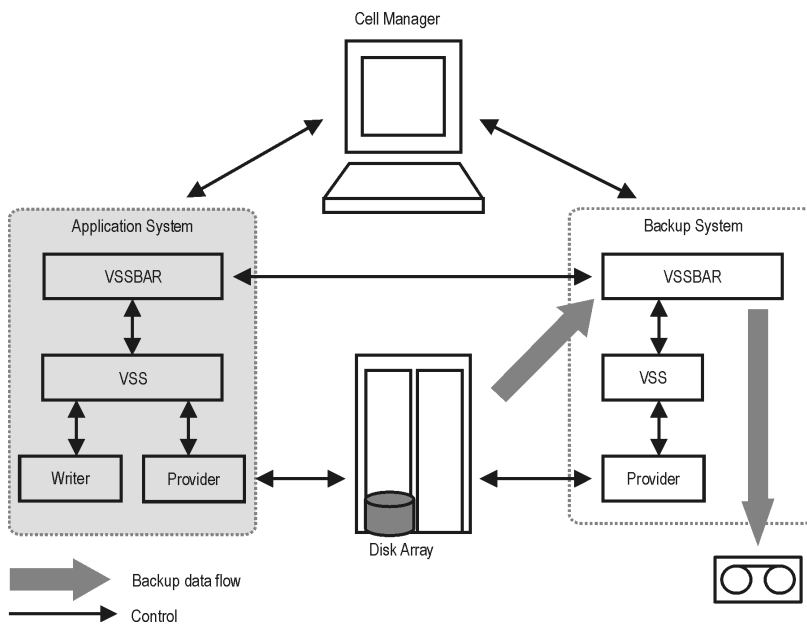 Cell Manager
Application System
Backup System
VSSBAR
VSSBAR
VSS
VSS
Writer
Provider
Provider
Disk Array
Backup data flow
Control